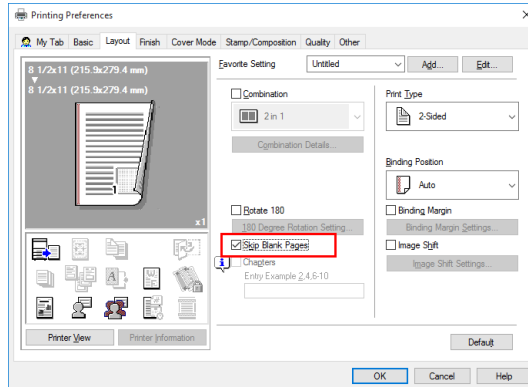 Printing Preferences
My Tab Basic Layout Finish Cover Mode Stamp/Composition Quality Other
8 1/2x11 (215.9x279.4 mm)
8 1/2x11 (215.9x279.4 mm)
1
x1
Printer View Printer Information
Favorite Setting Untitled Add... Edit...
Combination
2 in 1
Combination Details...
Rotate 180
180 Degree Rotation Setting...
Skip Blank Pages
Chapters
Entry Example 2,4,6-10
Print Type
2-Sided
Binding Position
Auto
Binding Margin
Binding Margin Settings...
Image Shift
Image Shift Settings...
Default
OK Cancel Help